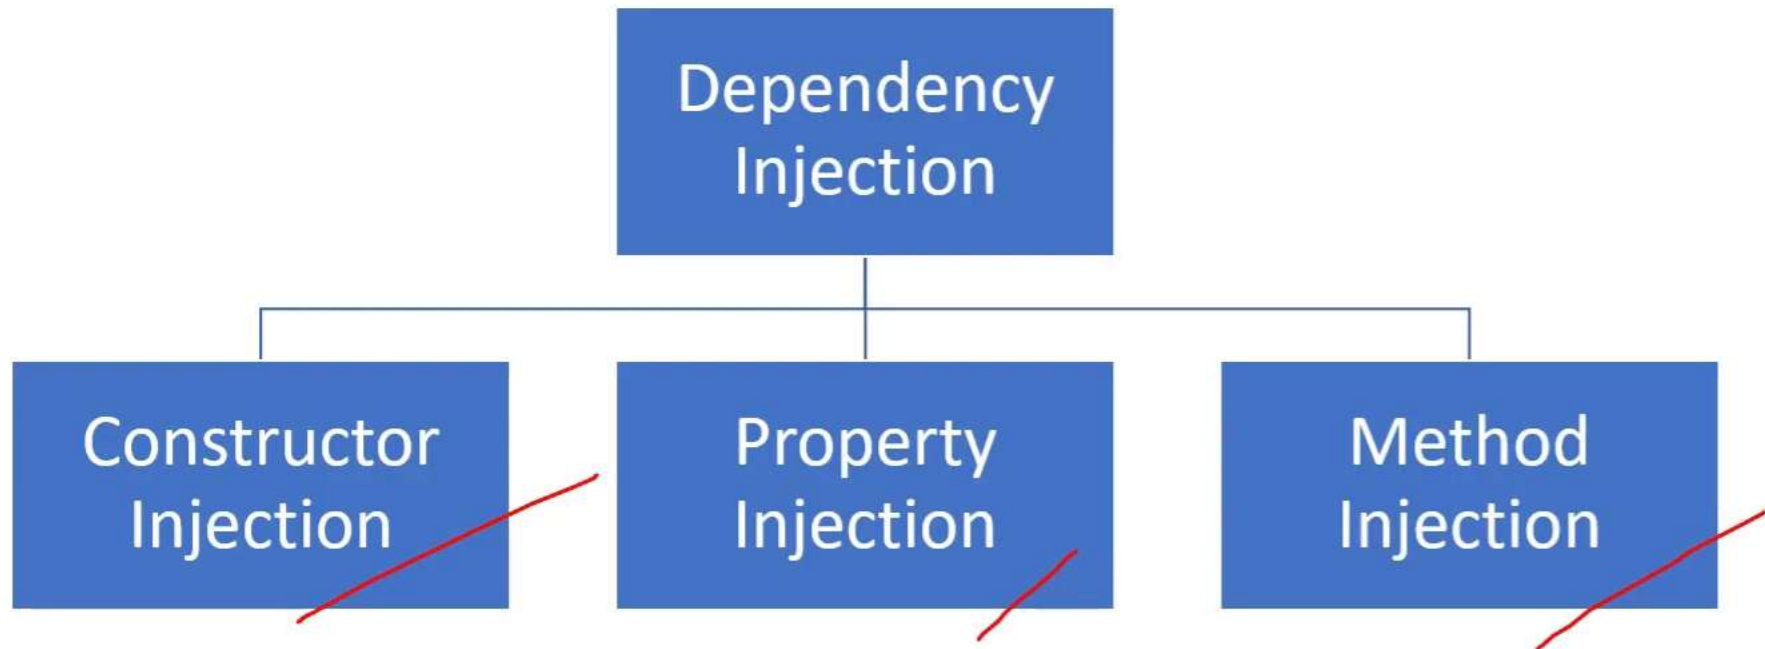 Dependency
Injection
Constructor
Injection
Property
Injection
Method
Injection